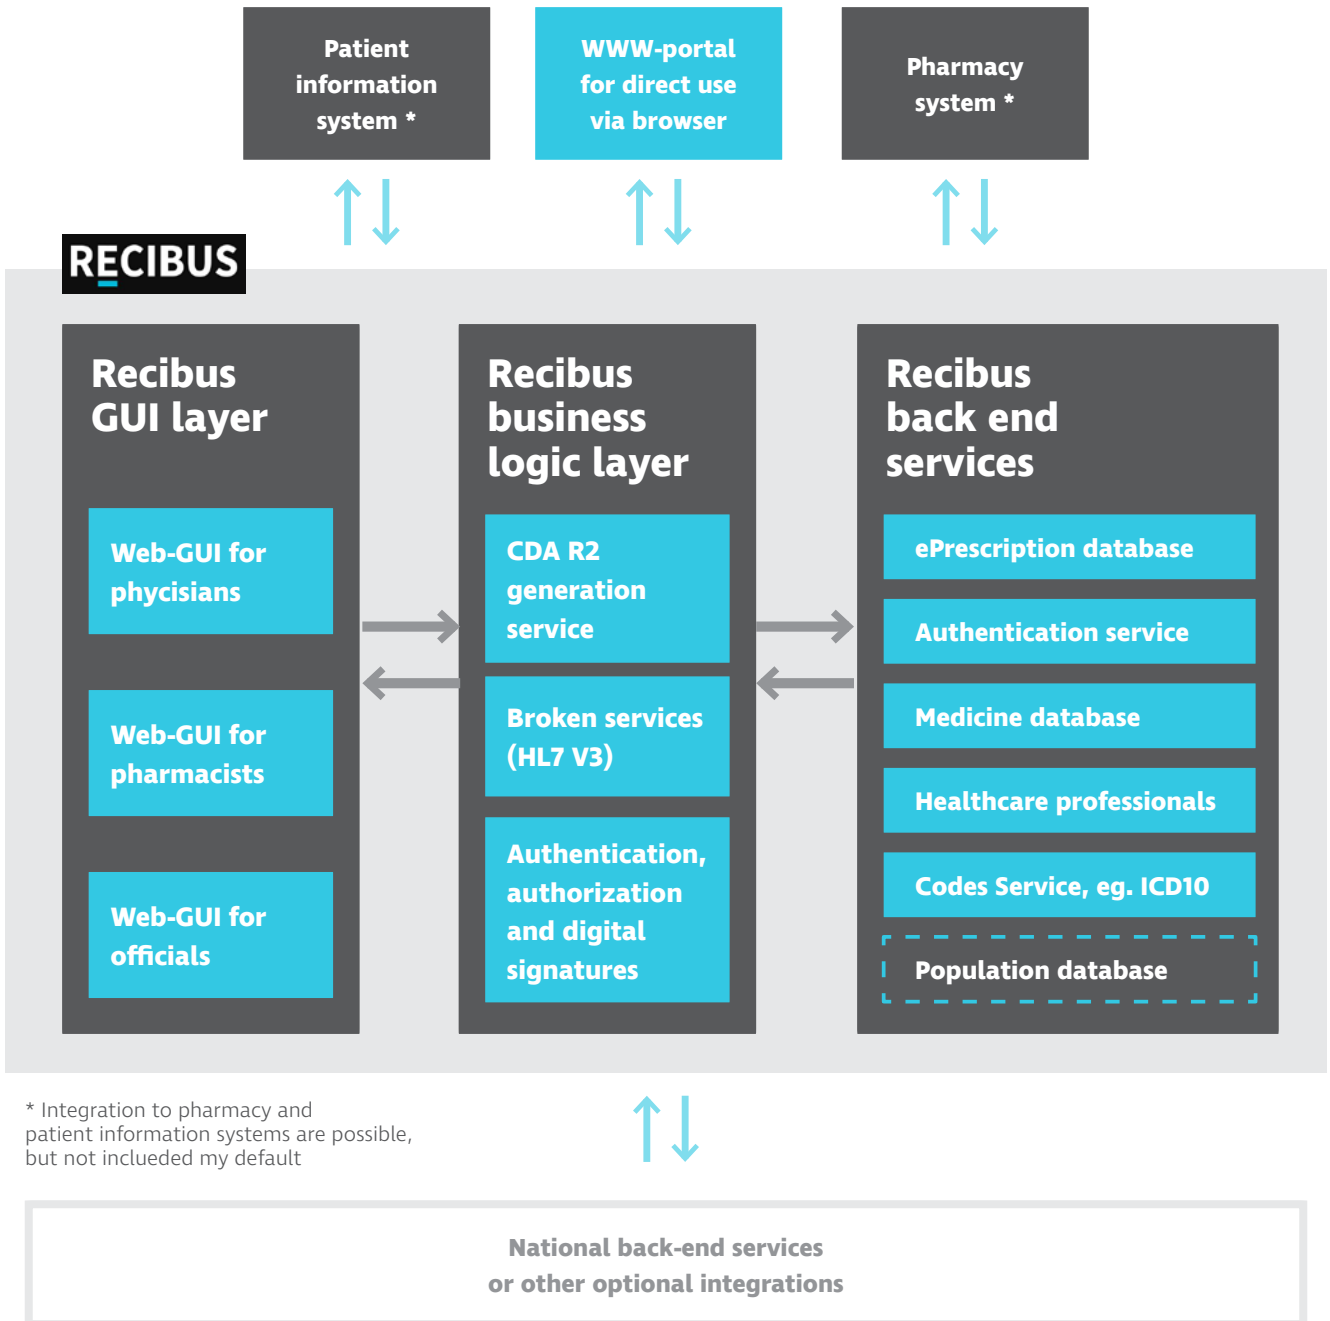 Patient
information
system *
WWW-portal
for direct use
via browser
Pharmacy
system *
RECIBUS
Recibus
GUI layer
Web-GUI for
phycisians
Web-GUI for
pharmacists
Web-GUI for
officials
Recibus
business
logic layer
CDA R2
generation
service
Broken services
(HL7 V3)
Authentication,
authorization
and digital
signatures
Recibus
back end
services
ePrescription database
Authentication service
Medicine database
Healthcare professionals
Codes Service, eg. ICD10
Population database
* Integration to pharmacy and
patient information systems are possible,
but not inclueded my default
National back-end services
or other optional integrations